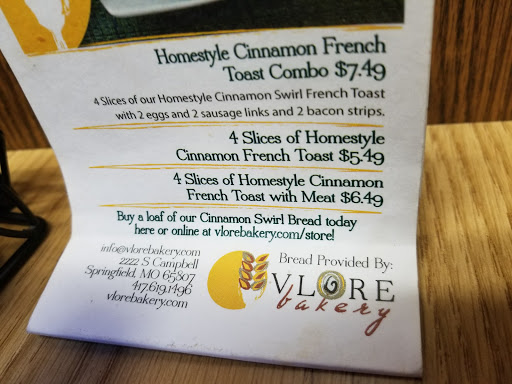 Homestyle Cinnamon French
Toast Combo $7.49
4 Slices of our Homestyle Cinnamon Swirl French Toast
with 2 eggs and 2 sausage links and 2 bacon strips.
4 Slices of Homestyle
Cinnamon French Toast $5.49
4 Slices of Homestyle Cinnamon
French Toast with Meat $6.49
Buy a loaf of our Cinnamon Swirl Bread today
here or online at vlorebakery.com/store!
info@vlorebakery.com
2222 S Campbell
Springfield, MO 65807
417.619.1496
vlorebakery.com
Bread Provided By:
VLORE
bakery